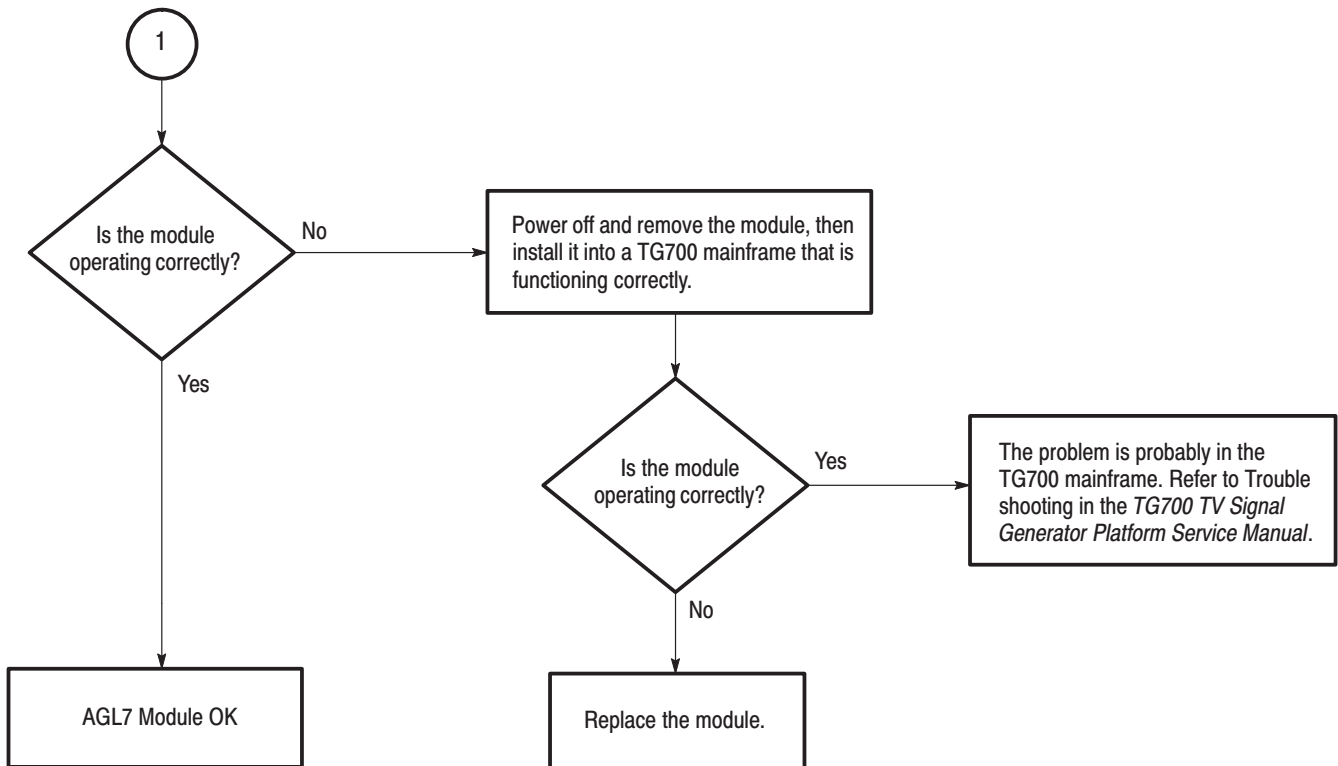 1
Is the module
operating correctly?
No
Power off and remove the module, then
install it into a TG700 mainframe that is
functioning correctly.
Yes
Is the module
operating correctly?
Yes
The problem is probably in the
TG700 mainframe. Refer to Trouble
shooting in the TG700 TV Signal
Generator Platform Service Manual.
No
AGL7 Module OK
Replace the module.